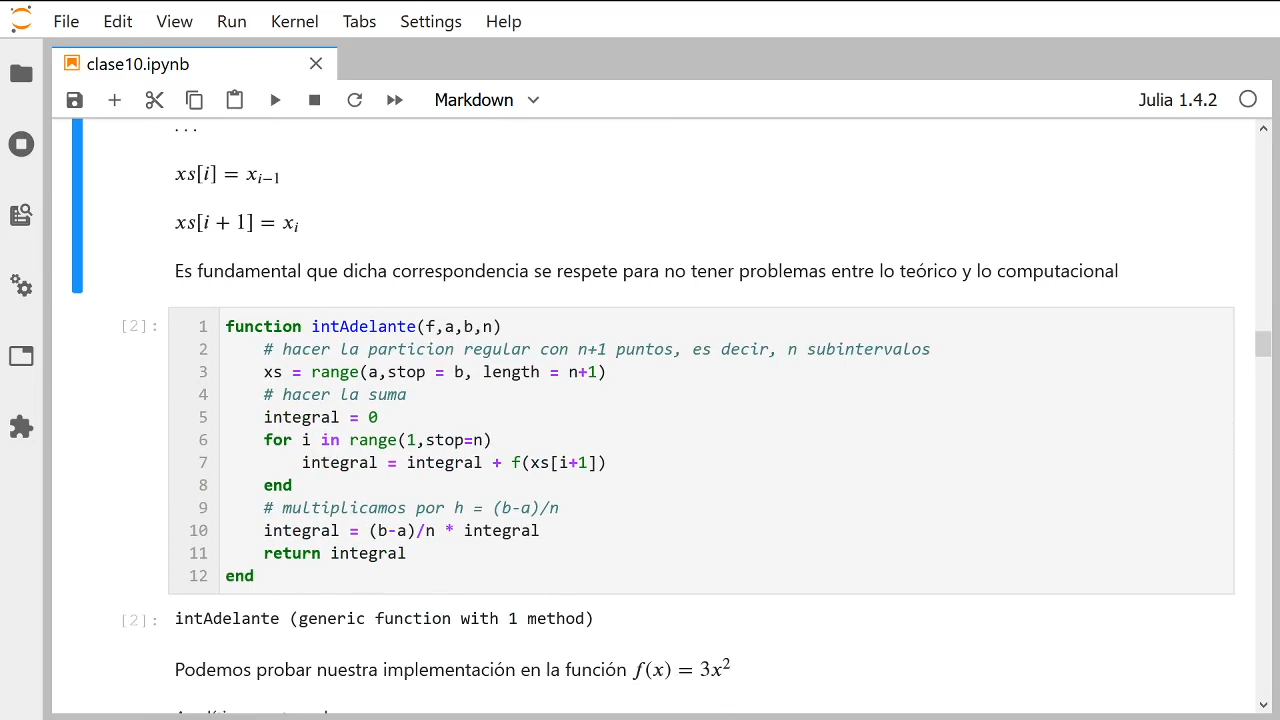 File Edit View Run Kernel Tabs Settings Help
clase10.ipynb
Markdown Julia 1.4.2
...
xs[i] = x_{i−1}
xs[i + 1] = x_i
Es fundamental que dicha correspondencia se respete para no tener problemas entre lo teórico y lo computacional
[2]:
1 function intAdelante(f,a,b,n)
2 # hacer la particion regular con n+1 puntos, es decir, n subintervalos
3 xs = range(a,stop = b, length = n+1)
4 # hacer la suma
5 integral = 0
6 for i in range(1,stop=n)
7 integral = integral + f(xs[i+1])
8 end
9 # multiplicamos por h = (b-a)/n
10 integral = (b-a)/n * integral
11 return integral
12 end
[2]: intAdelante (generic function with 1 method)
Podemos probar nuestra implementación en la función f(x) = 3x²